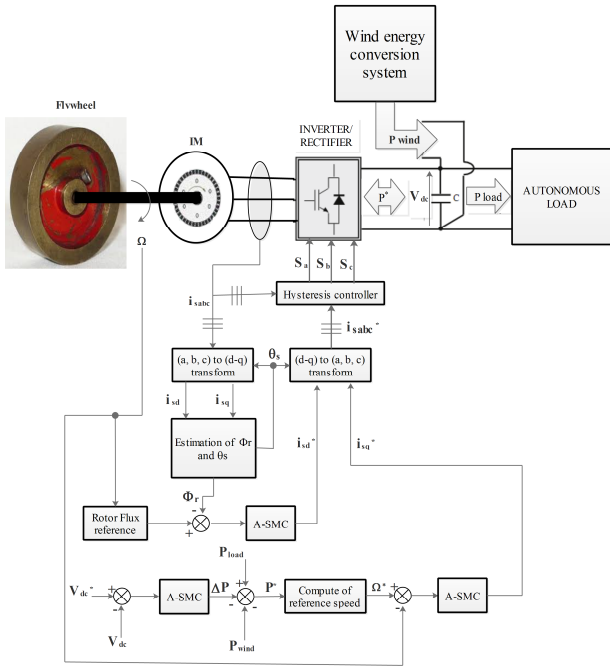 Wind energy
conversion
system
Flywheel
IM
INVERTER/
RECTIFIER
P wind
P*
V dc
C
P load
AUTONOMOUS
LOAD
Ω
S a S b S c
i sabc
Hysteresis controller
i sabc*
(a, b, c) to (d-q)
transform
θs
(d-q) to (a, b, c)
transform
i sd
i sq
Estimation of Φr
and θs
i sd*
i sq*
Φ r
-
+
Rotor Flux
reference
A-SMC
P load
V dc*
+
-
A-SMC
ΔP
+
-
-
P*
Compute of
reference speed
Ω*
+
-
A-SMC
V dc
P wind